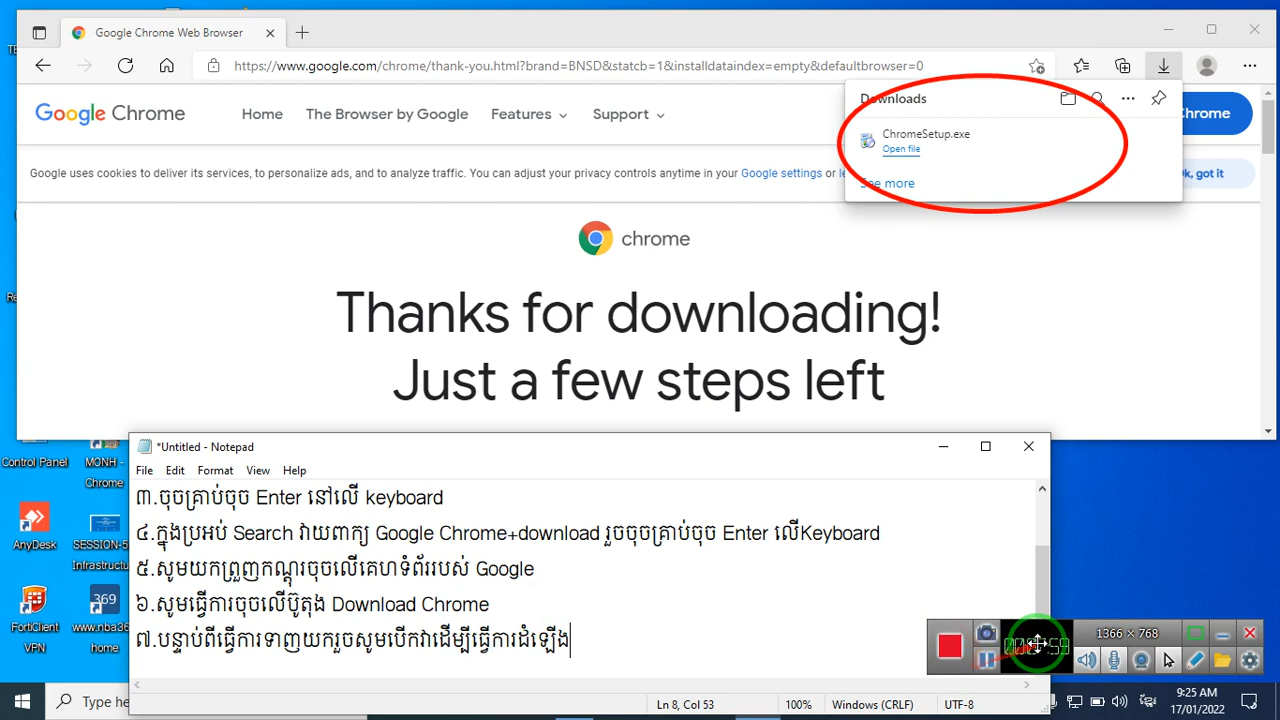 Google Chrome Web Browser
https://www.google.com/chrome/thank-you.html?brand=BNSD&statcb=1&installdataindex=empty&defaultbrowser=0
Google Chrome Home The Browser by Google Features Support
Chrome
Downloads
ChromeSetup.exe
Open file
See more
Google uses cookies to deliver its services, to personalize ads, and to analyze traffic. You can adjust your privacy controls anytime in your Google settings or
Ok, got it
chrome
Thanks for downloading!
Just a few steps left
Control Panel
MONH -
Chrome
AnyDesk
SESSION-5
Infrastructu
FortiClient
VPN
369
www.nba36
home
*Untitled - Notepad
File Edit Format View Help
៣.ចុចគ្រាប់ចុច Enter នៅលើ keyboard
៤.ក្នុងប្រអប់ Search វាយពាក្យ Google Chrome+download រួចចុចគ្រាប់ចុច Enter លើKeyboard
៥.សូមយកព្រួញកណ្ដុរចុចលើគេហទំព័ររបស់ Google
៦.សូមធ្វើការចុចលើប៊ូតុង Download Chrome
៧.បន្ទាប់ពីធ្វើការទាញយករួចសូមបើកវាដើម្បីធ្វើការដំឡើង
Ln 8, Col 53 100% Windows (CRLF) UTF-8
1366 × 768
Type here
9:25 AM
17/01/2022